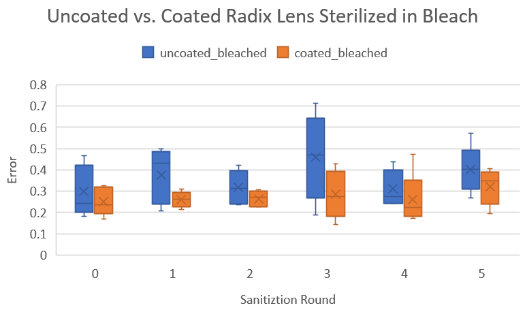 Uncoated vs. Coated Radix Lens Sterilized in Bleach
uncoated_bleached coated_bleached
0.8
0.7
0.6
0.5
0.4
0.3
0.2
0.1
0
Error
0 1 2 3 4 5
Sanitiztion Round